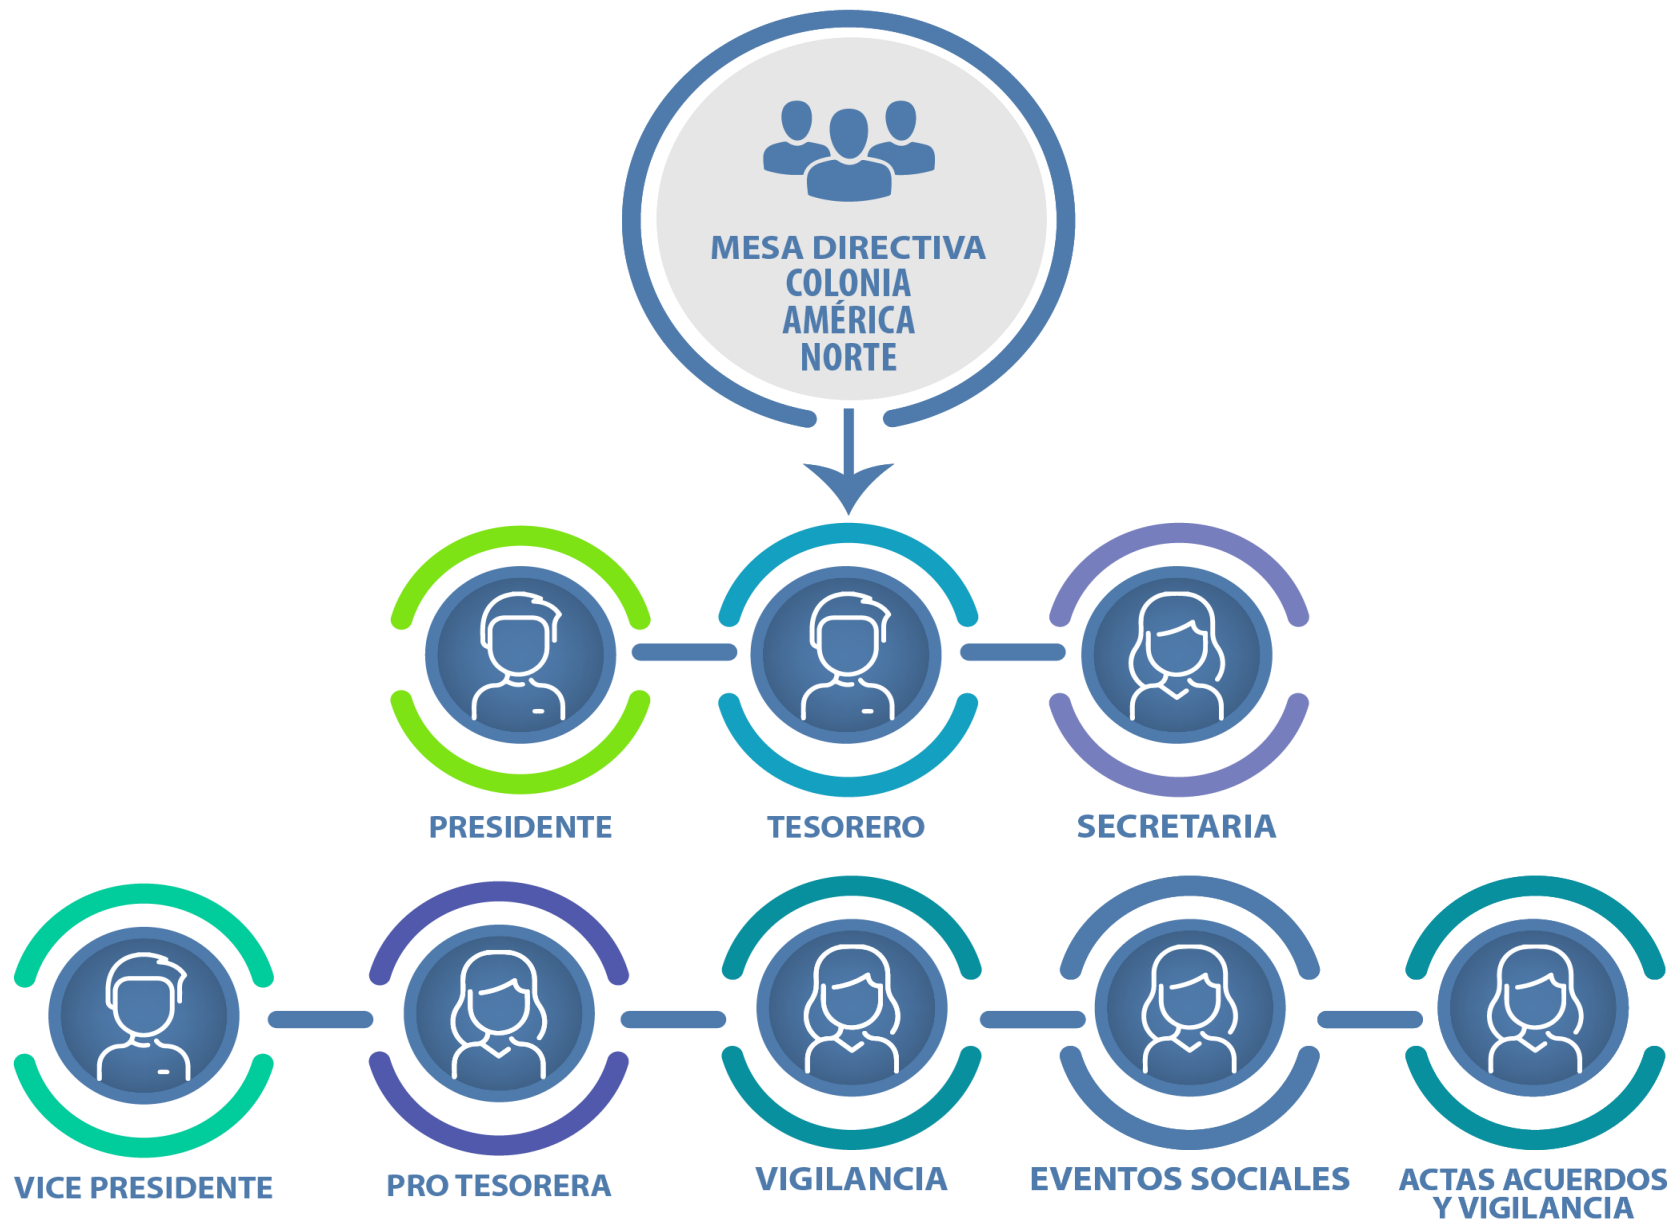 MESA DIRECTIVA
COLONIA
AMÉRICA
NORTE
PRESIDENTE
TESORERO
SECRETARIA
VICE PRESIDENTE
PRO TESORERA
VIGILANCIA
EVENTOS SOCIALES
ACTAS ACUERDOS
Y VIGILANCIA